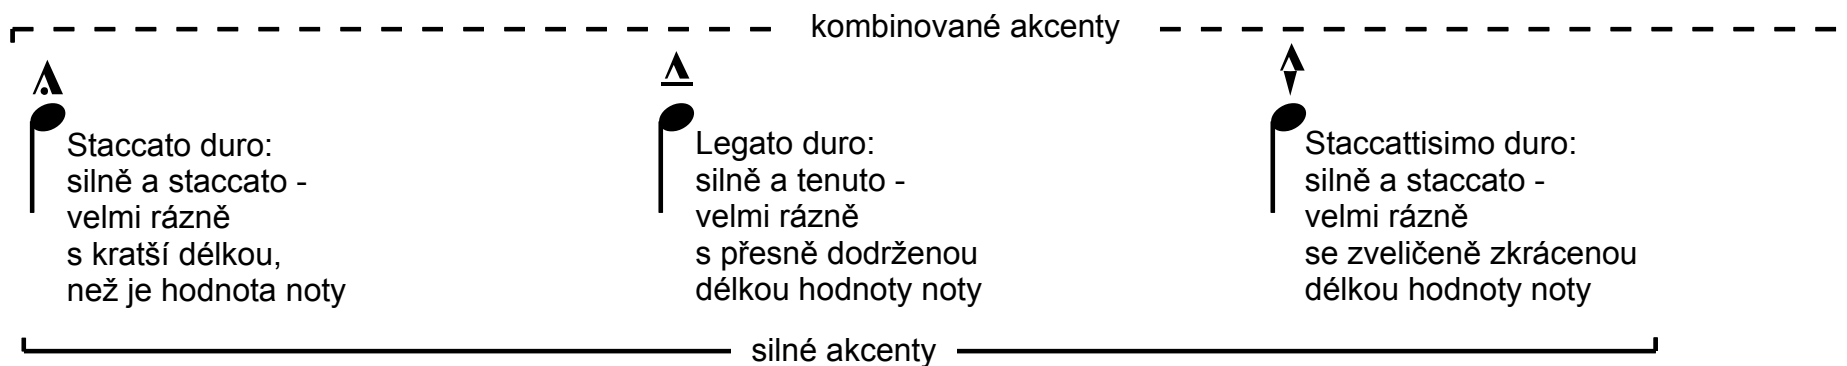 kombinované akcenty
Staccato duro:
silně a staccato -
velmi rázně
s kratší délkou,
než je hodnota noty
Legato duro:
silně a tenuto -
velmi rázně
s přesně dodrženou
délkou hodnoty noty
Staccattisimo duro:
silně a staccato -
velmi rázně
se zveličeně zkrácenou
délkou hodnoty noty
silné akcenty